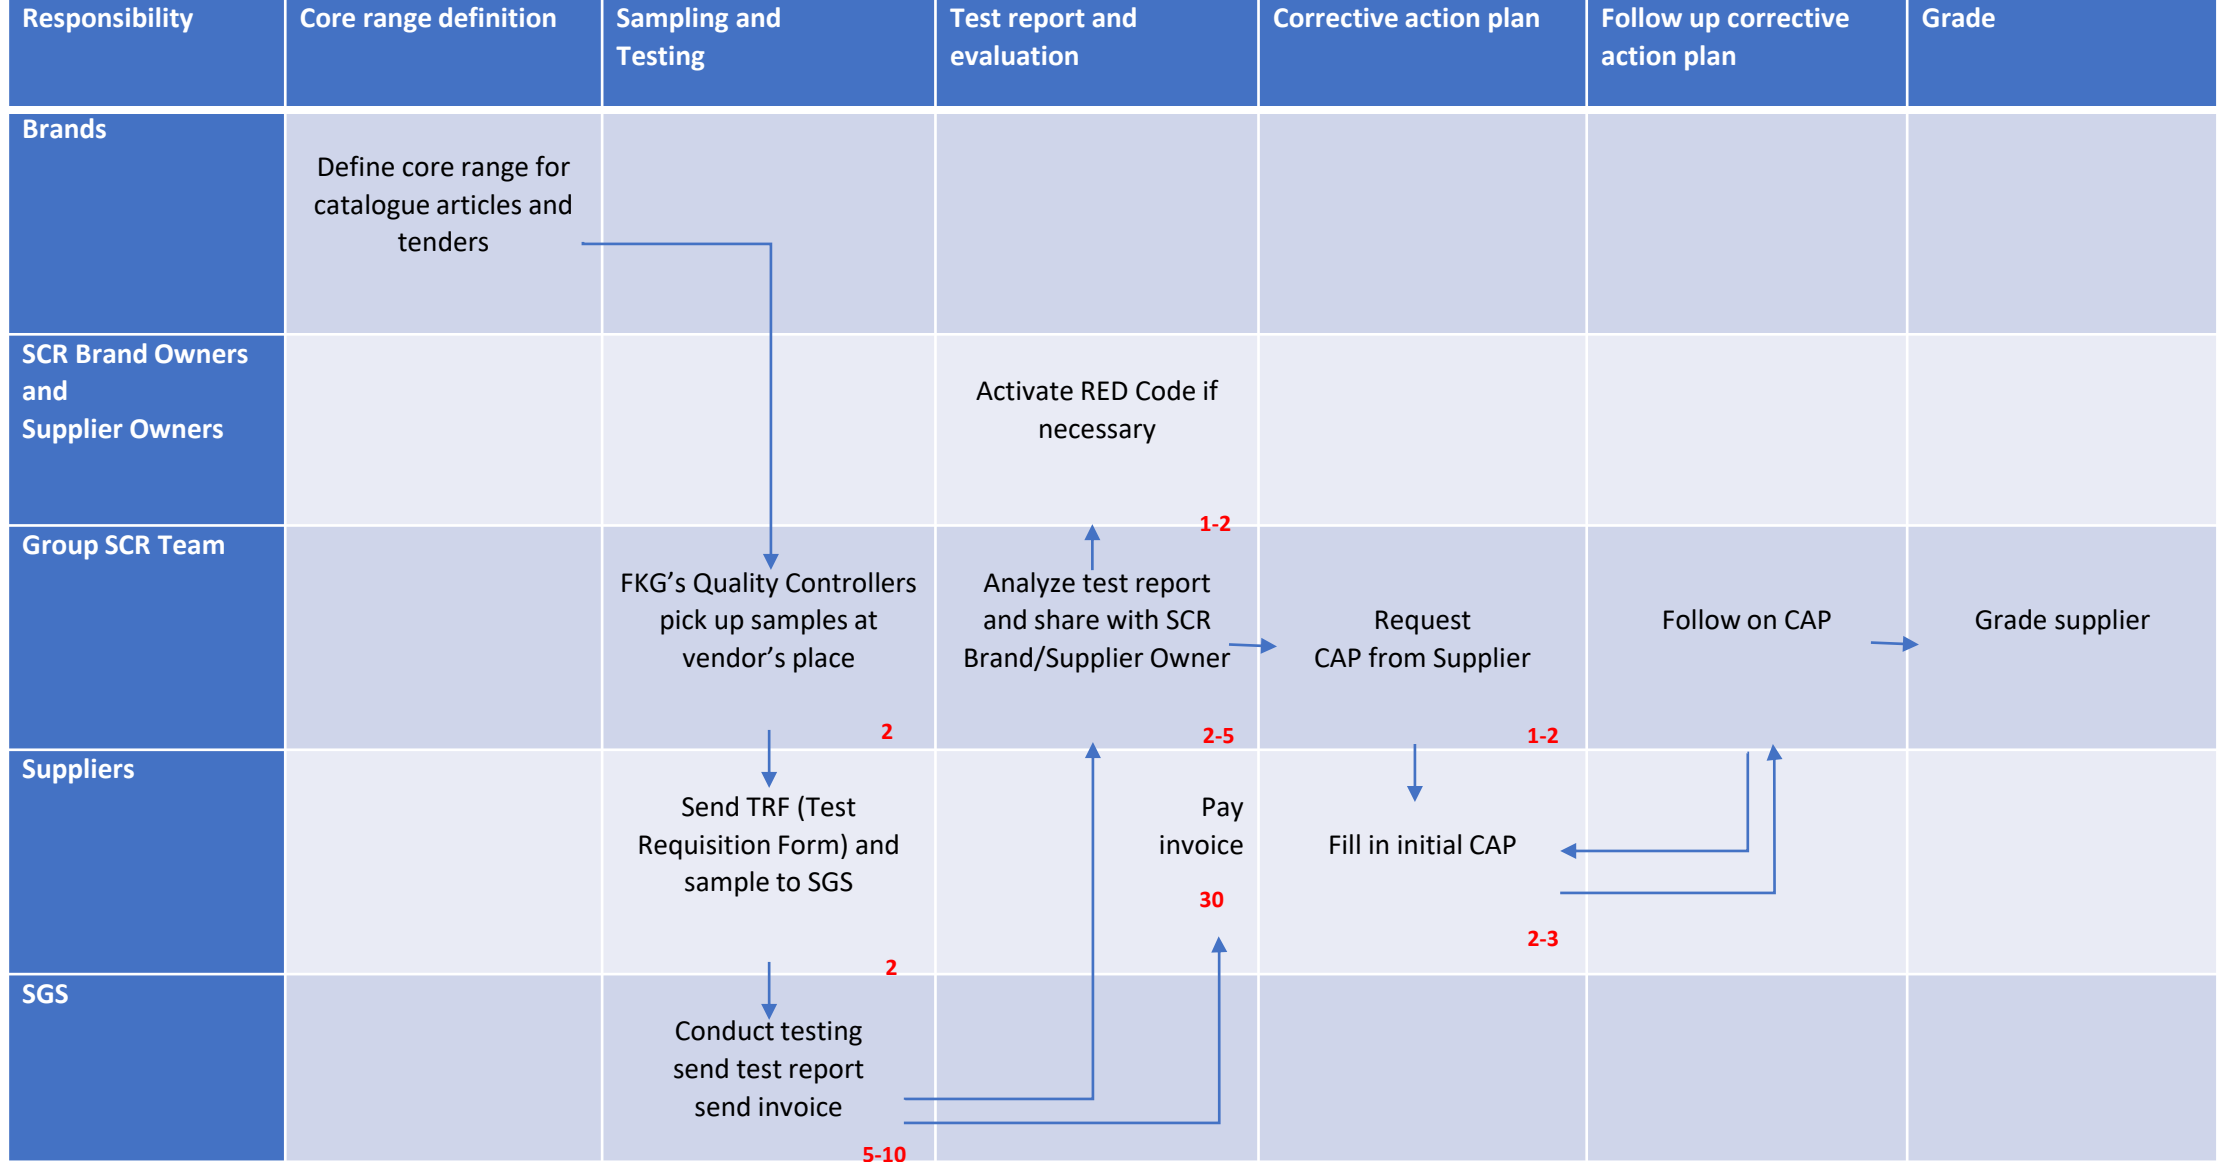 Responsibility
Core range definition
Sampling and
Testing
Test report and
evaluation
Corrective action plan
Follow up corrective
action plan
Grade
Brands
Define core range for
catalogue articles and
tenders
SCR Brand Owners
and
Supplier Owners
Activate RED Code if
necessary
1-2
Group SCR Team
FKG’s Quality Controllers
pick up samples at
vendor’s place
2
Analyze test report
and share with SCR
Brand/Supplier Owner
2-5
Request
CAP from Supplier
1-2
Follow on CAP
Grade supplier
Suppliers
Send TRF (Test
Requisition Form) and
sample to SGS
2
Pay
invoice
30
Fill in initial CAP
2-3
SGS
Conduct testing
send test report
send invoice
5-10